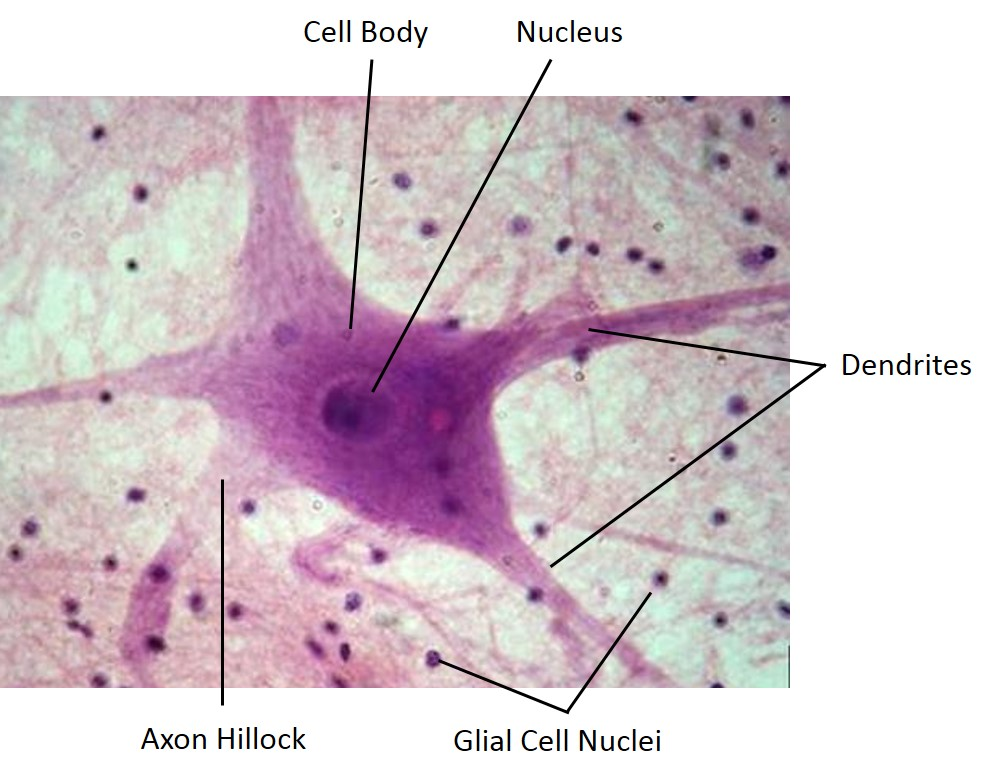 Cell Body
Nucleus
Dendrites
Axon Hillock
Glial Cell Nuclei